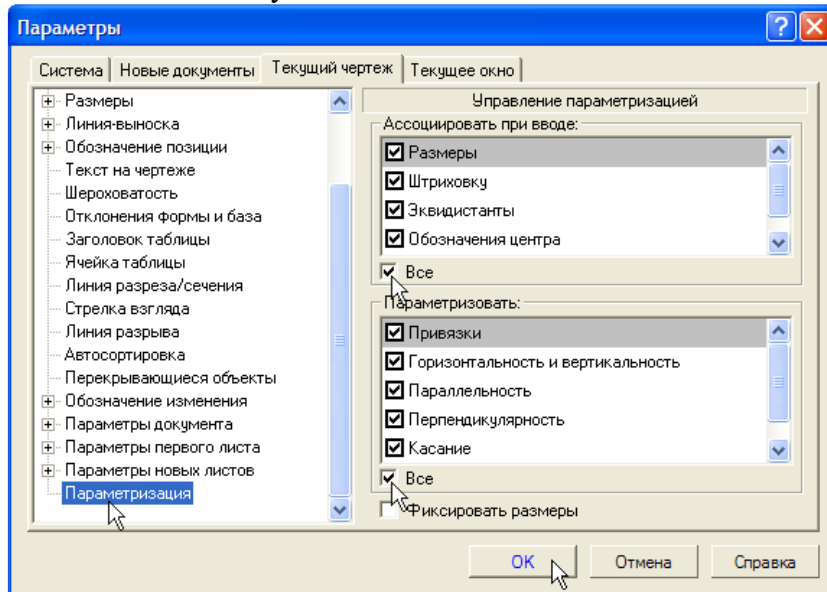 Параметры
Система
Новые документы
Текущий чертеж
Текущее окно
Размеры
Линия-выноска
Обозначение позиции
Текст на чертеже
Шероховатость
Отклонения формы и база
Заголовок таблицы
Ячейка таблицы
Линия разреза/сечения
Стрелка взгляда
Линия разрыва
Автосортировка
Перекрывающиеся объекты
Обозначение изменения
Параметры документа
Параметры первого листа
Параметры новых листов
Параметризация
Управление параметризацией
Ассоциировать при вводе:
Размеры
Штриховку
Эквидистанты
Обозначения центра
Все
Параметризовать:
Привязки
Горизонтальность и вертикальность
Параллельность
Перпендикулярность
Касание
Все
Фиксировать размеры
OK
Отмена
Справка